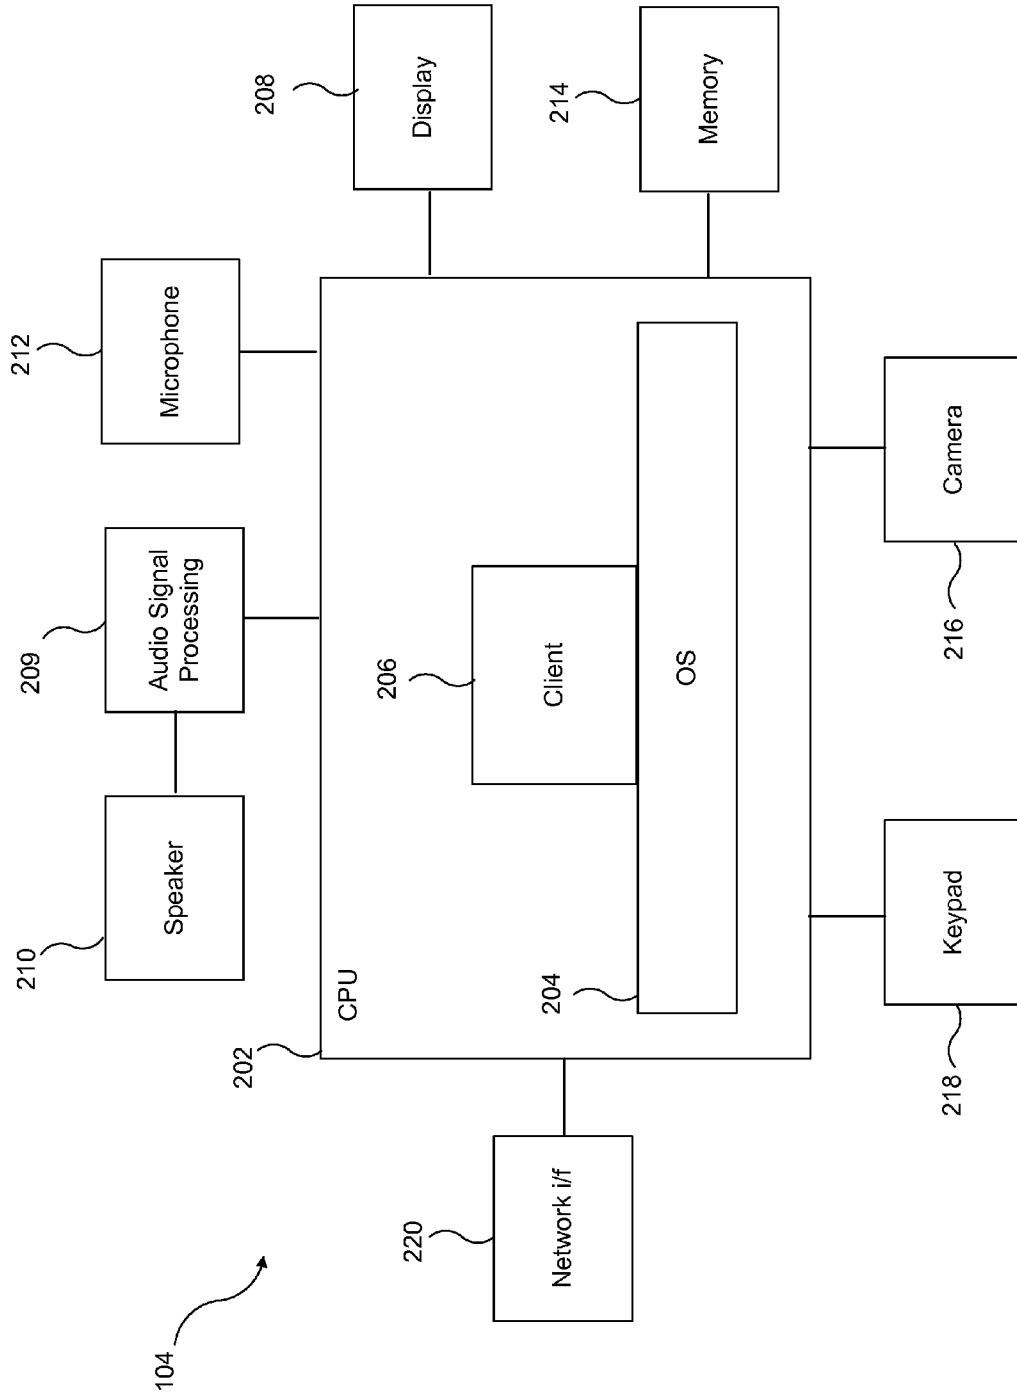 104
210
Speaker
209
Audio Signal
Processing
212
Microphone
208
Display
214
Memory
202
CPU
206
Client
204
OS
220
Network i/f
218
Keypad
216
Camera